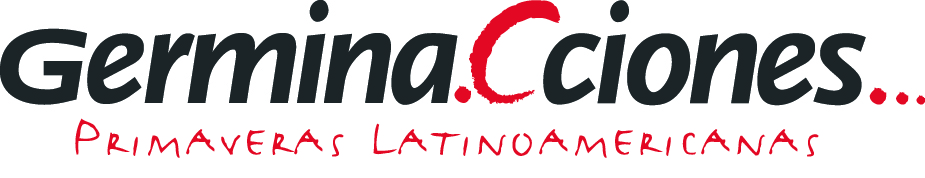 Germina.Cciones...
Primaveras Latinoamericanas